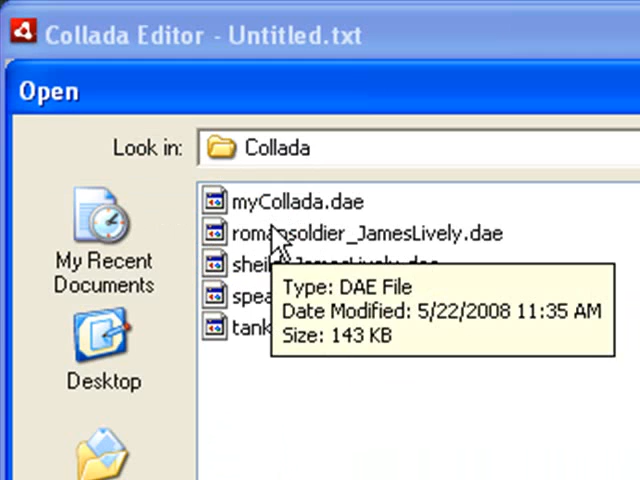 Collada Editor - Untitled.txt
Open
Look in: Collada
myCollada.dae
romansoldier_JamesLively.dae
Type: DAE File
Date Modified: 5/22/2008 11:35 AM
Size: 143 KB
tank
My Recent
Documents
Desktop